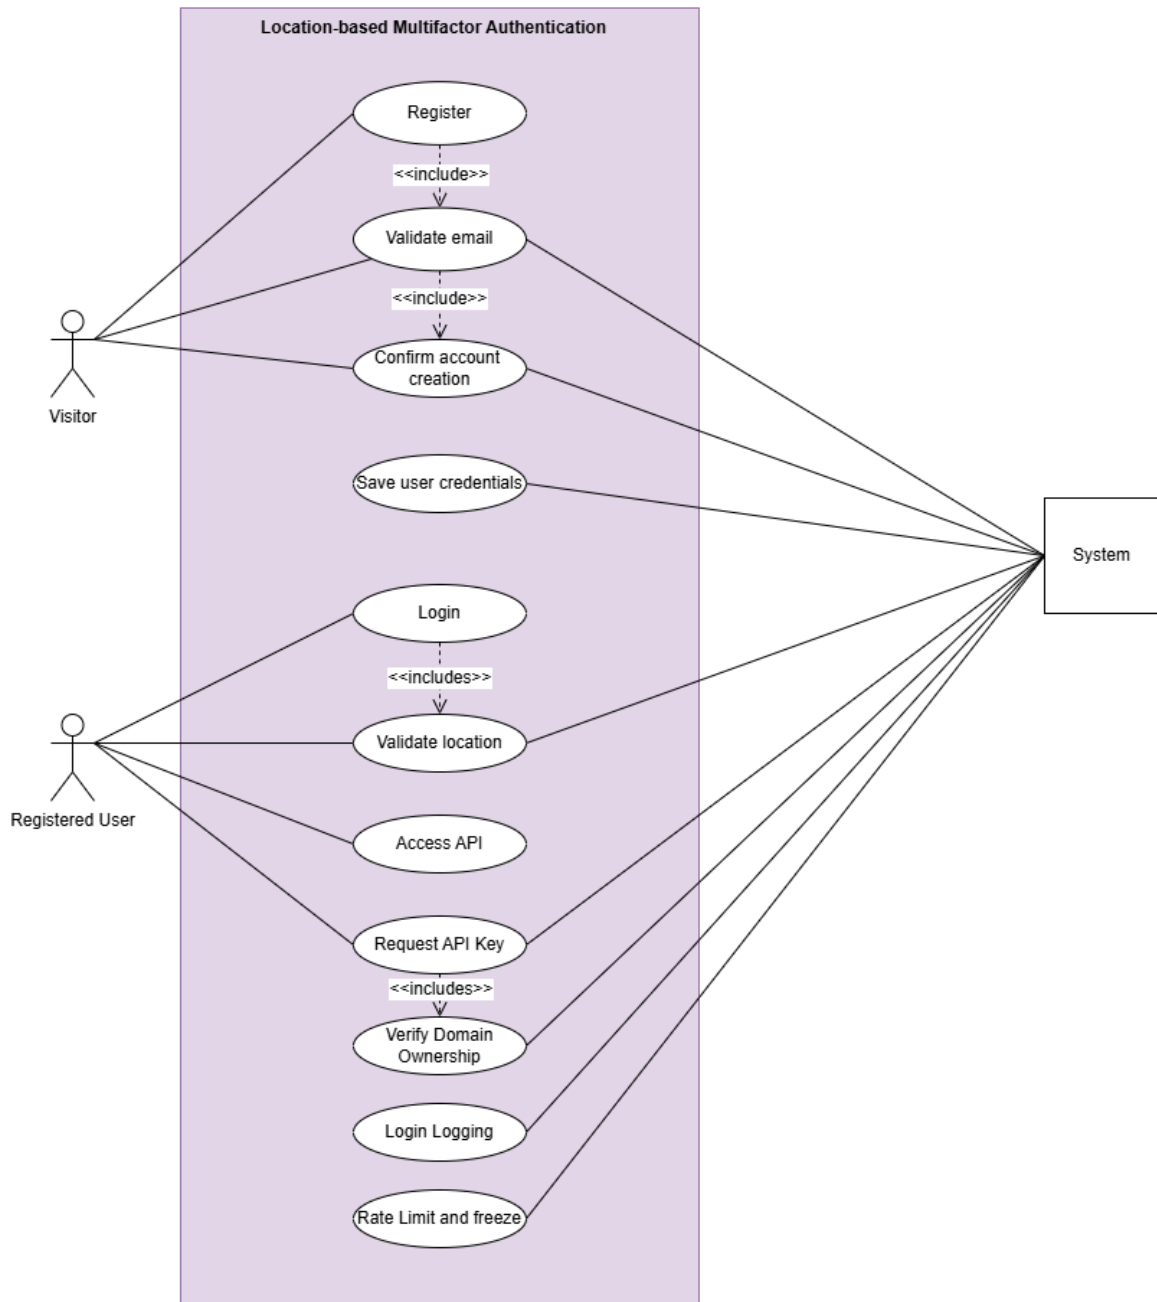 Location-based Multifactor Authentication
Register
<<include>>
Validate email
<<include>>
Confirm account
creation
Visitor
Save user credentials
System
Login
<<includes>>
Validate location
Registered User
Access API
Request API Key
<<includes>>
Verify Domain
Ownership
Login Logging
Rate Limit and freeze